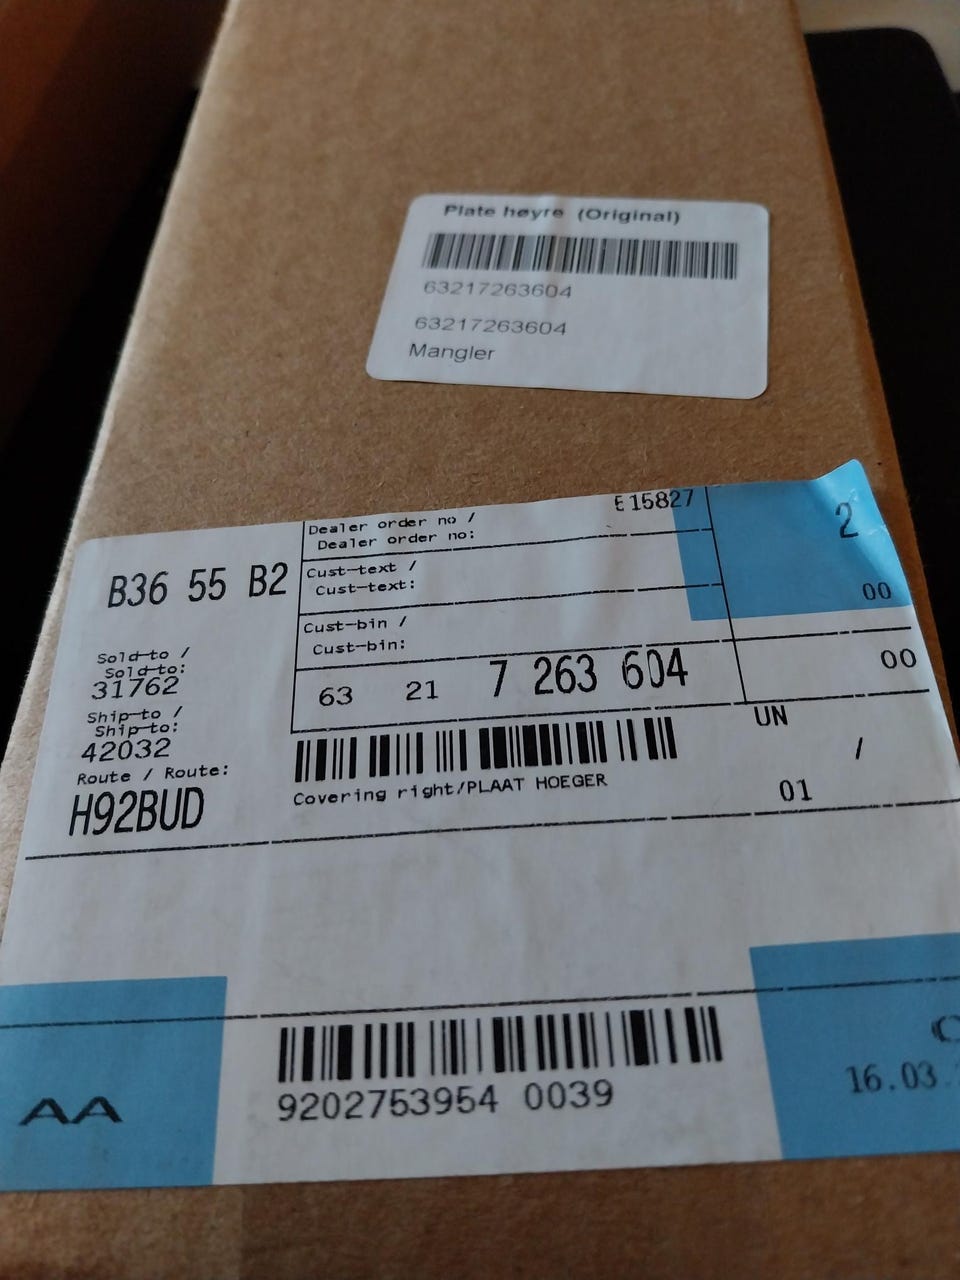 Plate høyre (Original)
63217263604
63217263604
Mangler
B36 55 B2
Dealer order no /
Dealer order no:
E15827
2
Cust-text /
Cust-text:
00
Cust-bin /
Cust-bin:
Sold-to /
Sold-to:
31762
63 21 7 263 604
00
Ship-to /
Ship-to:
42032
UN
/
Route / Route:
H92BUD
Covering right/PLAAT HOEGER
01
AA
9202753954 0039
16.03.